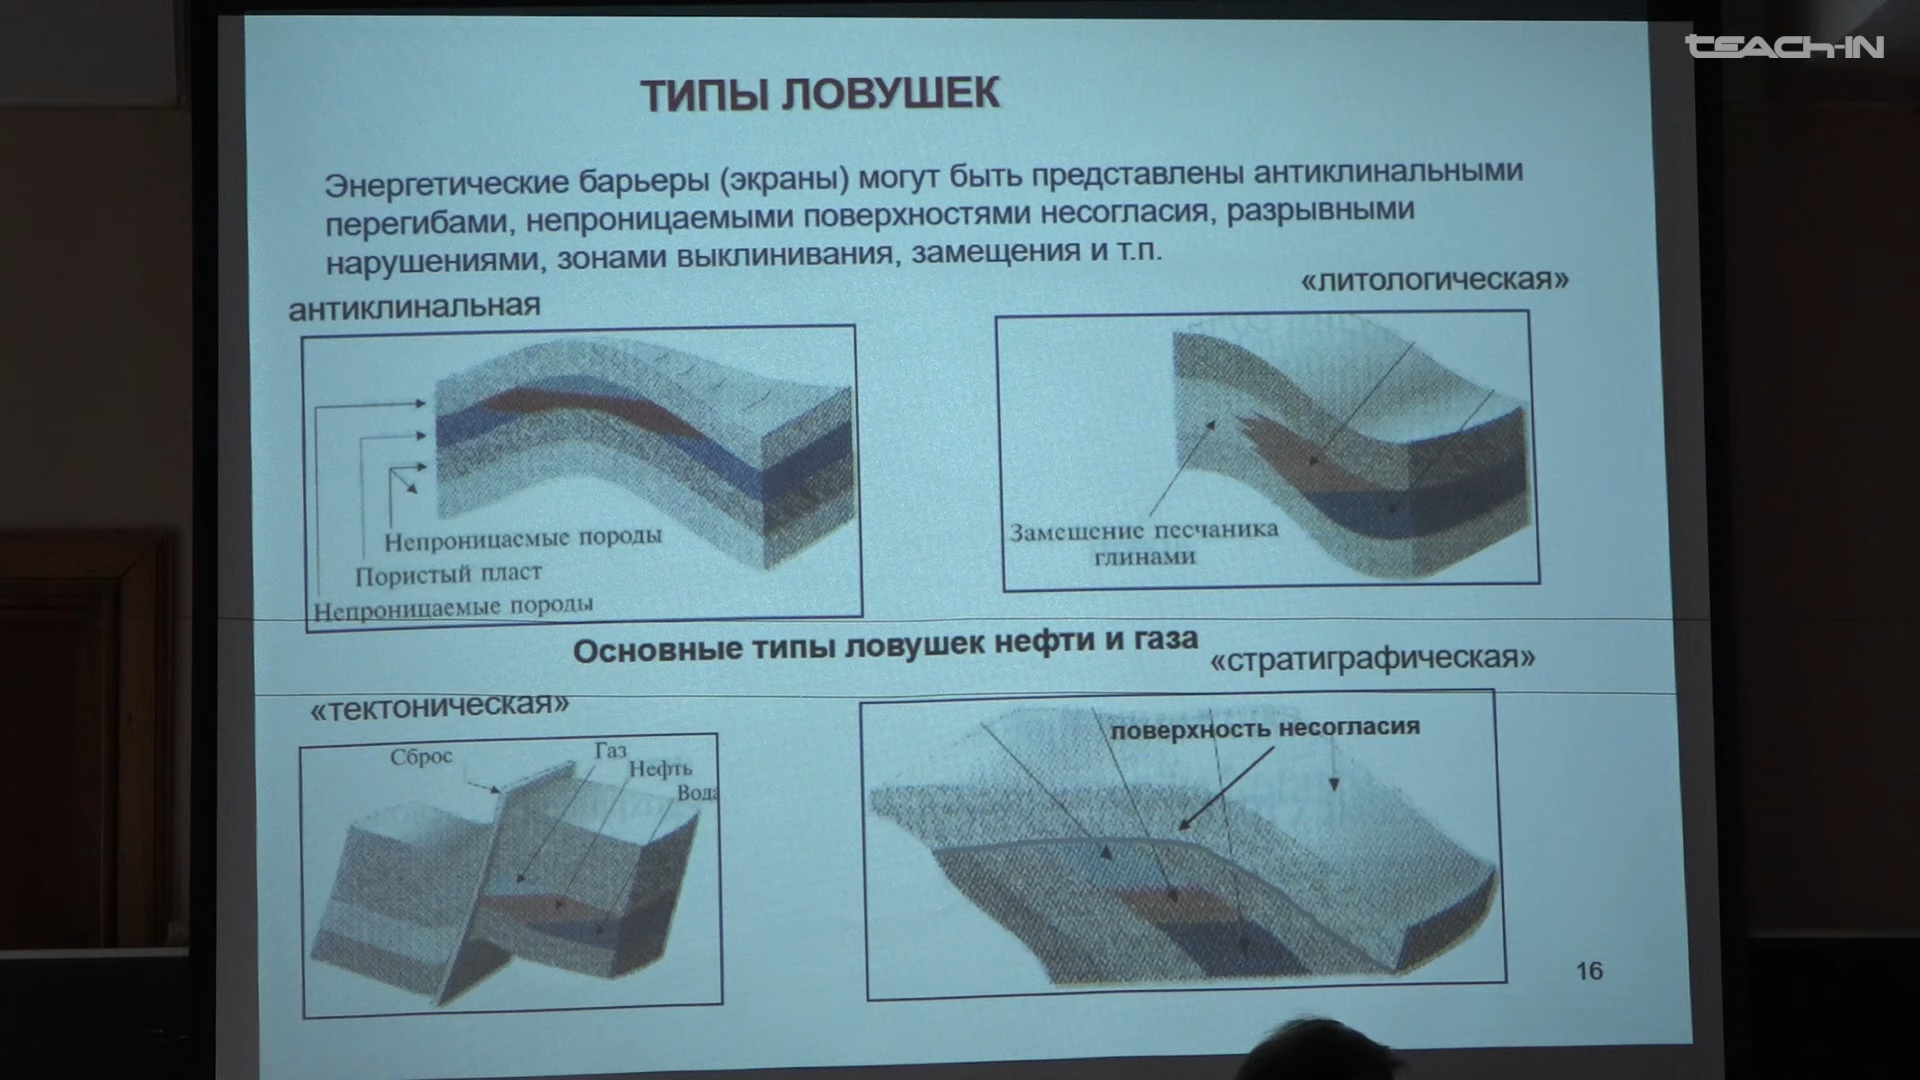 TEACH-IN
ТИПЫ ЛОВУШЕК
Энергетические барьеры (экраны) могут быть представлены антиклинальными
перегибами, непроницаемыми поверхностями несогласия, разрывными
нарушениями, зонами выклинивания, замещения и т.п.
антиклинальная
«литологическая»
Непроницаемые породы
Пористый пласт
Непроницаемые породы
Замещение песчаника
глинами
Основные типы ловушек нефти и газа
«тектоническая»
«стратиграфическая»
Сброс
Газ
Нефть
Вода
поверхность несогласия
16